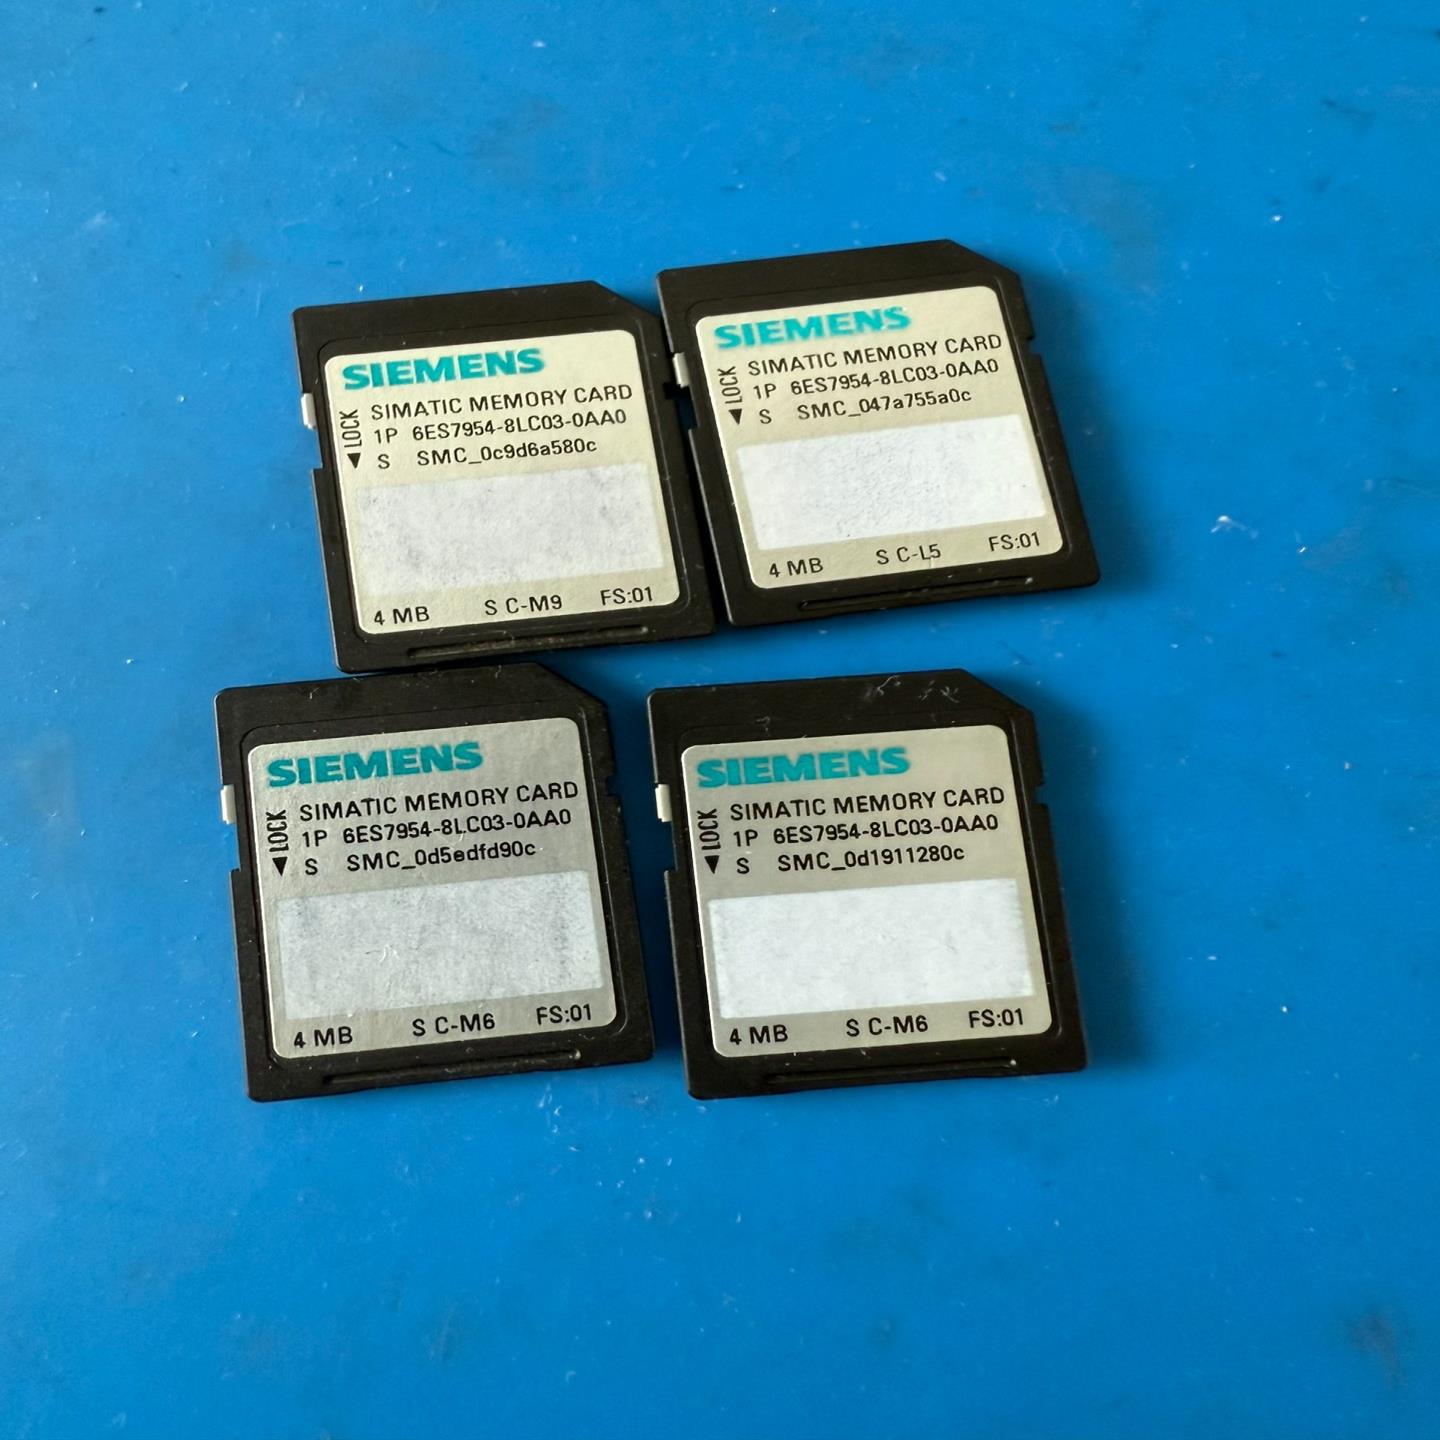 SIEMENS
SIMATIC MEMORY CARD
1P 6ES7954-8LC03-0AA0
S SMC_0c9d6a580c
LOCK
4 MB S C-M9 FS:01
SIEMENS
SIMATIC MEMORY CARD
1P 6ES7954-8LC03-0AA0
S SMC_047a755a0c
LOCK
4 MB S C-L5 FS:01
SIEMENS
SIMATIC MEMORY CARD
1P 6ES7954-8LC03-0AA0
S SMC_0d5edfd90c
LOCK
4 MB S C-M6 FS:01
SIEMENS
SIMATIC MEMORY CARD
1P 6ES7954-8LC03-0AA0
S SMC_0d1911280c
LOCK
4 MB S C-M6 FS:01